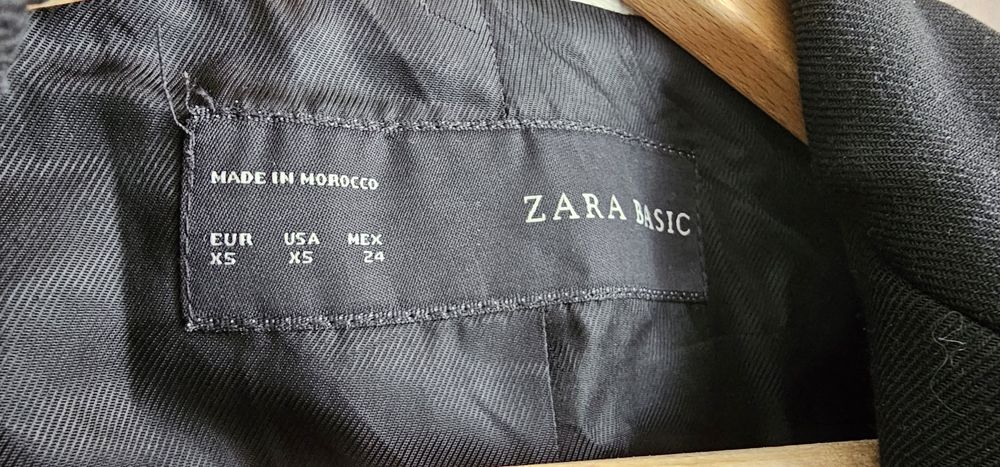 MADE IN MOROCCO
ZARA BASIC
EUR USA MEX
XS XS 24